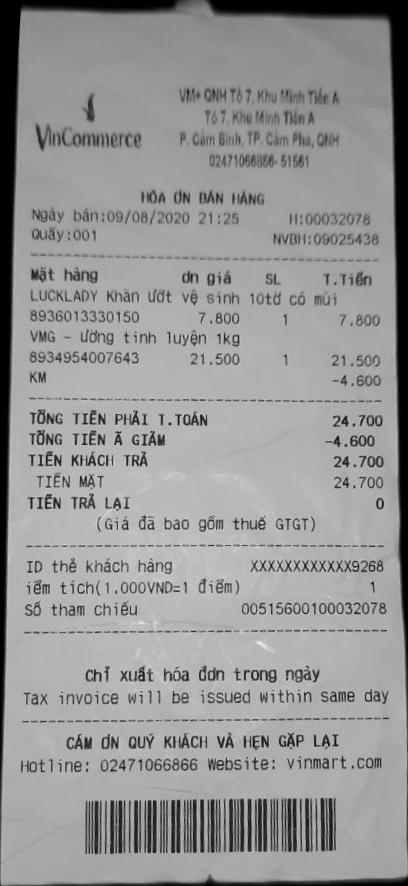 VM+ QNH Tổ 7, Khu Minh Tiến A
Tổ 7, Khu Minh Tiến A
VinCommerce
P. Cẩm Bình, TP. Cẩm Phả, QNH
02471066866- 51561
HÓA ƠN BÁN HÀNG
Ngày bán:09/08/2020 21:25 H:00032078
Quầy:001 NVBH:09025438
Mặt hàng ơn giá SL T.Tiền
LUCKLADY Khăn ướt vệ sinh 10tờ có mùi
8936013330150 7.800 1 7.800
VMG - ường tinh luyện 1kg
8934954007643 21.500 1 21.500
KM -4.600
TỔNG TIỀN PHẢI T.TOÁN 24.700
TỔNG TIỀN Ã GIẢM -4.600
TIỀN KHÁCH TRẢ 24.700
TIỀN MẶT 24.700
TIỀN TRẢ LẠI 0
(Giá đã bao gồm thuế GTGT)
ID thẻ khách hàng XXXXXXXXXXXX9268
iểm tích(1.000VND=1 điểm) 1
Số tham chiếu 00515600100032078
Chỉ xuất hóa đơn trong ngày
Tax invoice will be issued within same day
CẢM ƠN QUÝ KHÁCH VÀ HẸN GẶP LẠI
Hotline: 02471066866 Website: vinmart.com